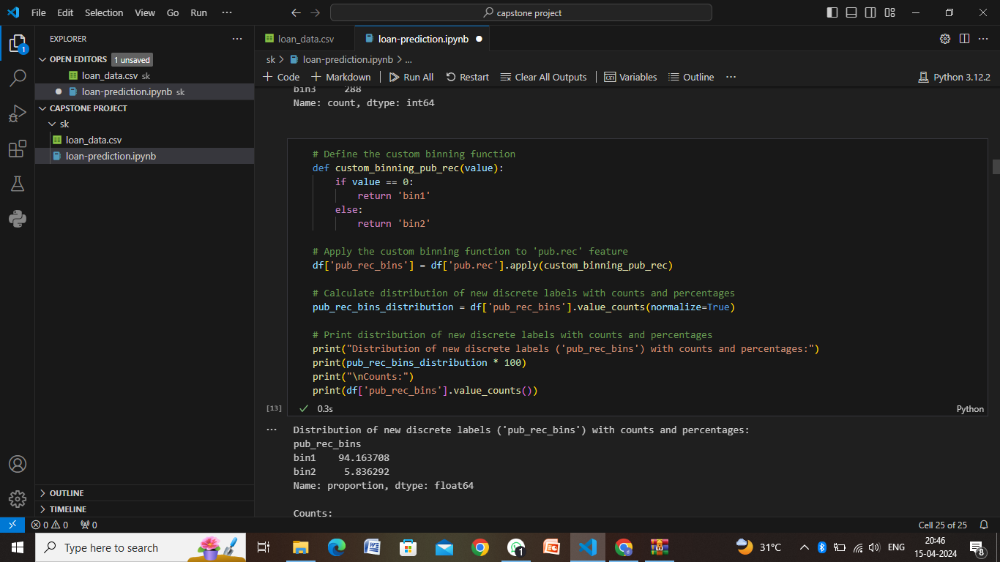 File Edit Selection View Go Run ···
capstone project
EXPLORER
OPEN EDITORS 1 unsaved
loan_data.csv sk
loan-prediction.ipynb sk
CAPSTONE PROJECT
sk
loan_data.csv
loan-prediction.ipynb
OUTLINE
TIMELINE
1
loan_data.csv
loan-prediction.ipynb
sk > loan-prediction.ipynb > ...
+ Code + Markdown | Run All Restart Clear All Outputs | Variables Outline ···
Python 3.12.2
bin3 288
Name: count, dtype: int64
# Define the custom binning function
def custom_binning_pub_rec(value):
    if value == 0:
        return 'bin1'
    else:
        return 'bin2'
# Apply the custom binning function to 'pub.rec' feature
df['pub_rec_bins'] = df['pub.rec'].apply(custom_binning_pub_rec)
# Calculate distribution of new discrete labels with counts and percentages
pub_rec_bins_distribution = df['pub_rec_bins'].value_counts(normalize=True)
# Print distribution of new discrete labels with counts and percentages
print("Distribution of new discrete labels ('pub_rec_bins') with counts and percentages:")
print(pub_rec_bins_distribution * 100)
print("\nCounts:")
print(df['pub_rec_bins'].value_counts())
[13] 0.3s
Python
Distribution of new discrete labels ('pub_rec_bins') with counts and percentages:
pub_rec_bins
bin1 94.163708
bin2 5.836292
Name: proportion, dtype: float64
Counts:
0 0 0
Cell 25 of 25
Type here to search
1
31°C
ENG
20:46
15-04-2024
8